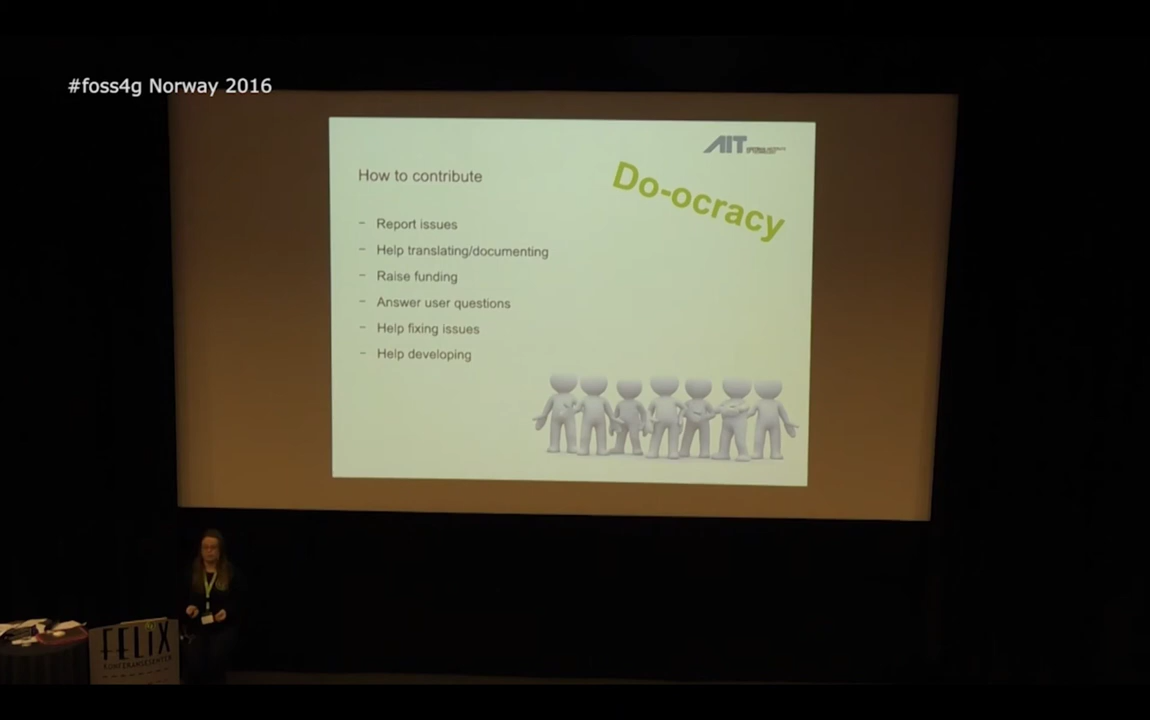 #foss4g Norway 2016
AIT
Do-ocracy
How to contribute
– Report issues
– Help translating/documenting
– Raise funding
– Answer user questions
– Help fixing issues
– Help developing
FELIX
KONFERANSESENTER